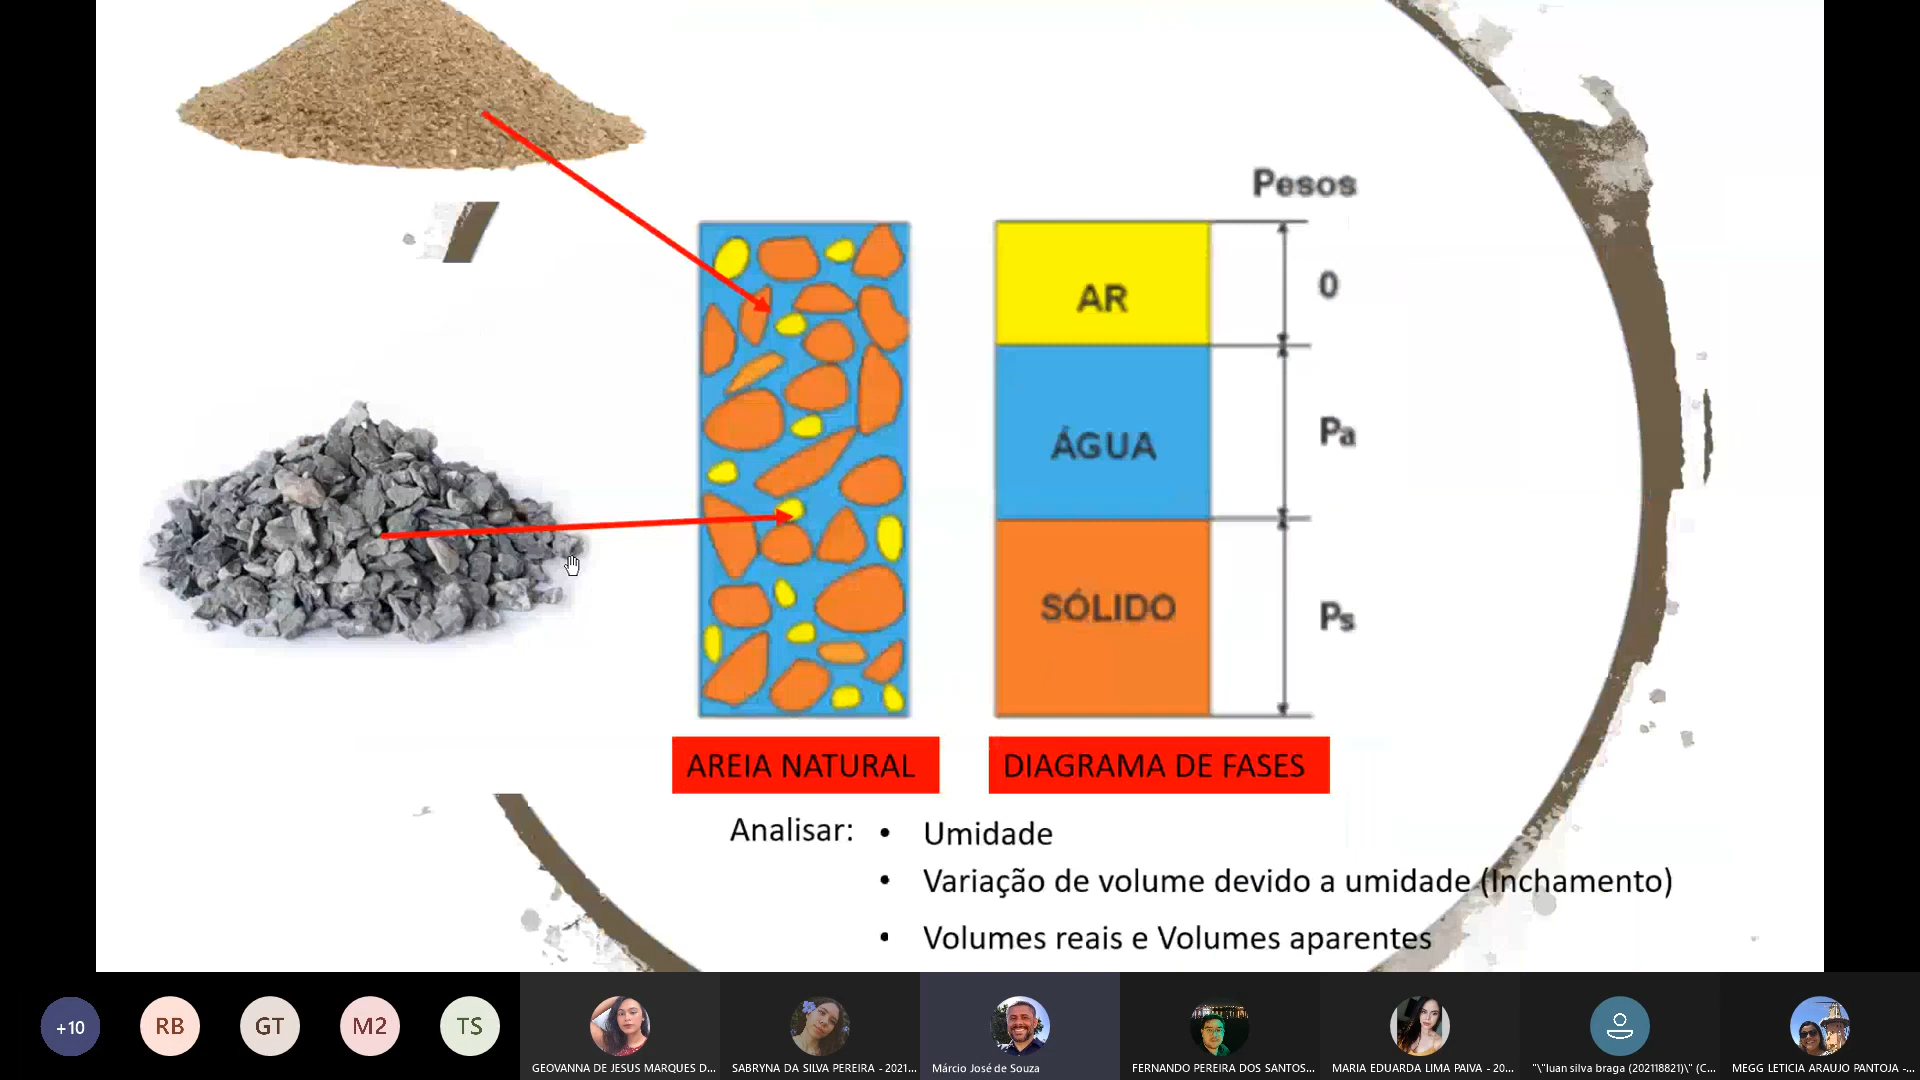 Pesos
AR
0
ÁGUA
Pa
SÓLIDO
Ps
AREIA NATURAL
DIAGRAMA DE FASES
Analisar:
• Umidade
• Variação de volume devido a umidade (Inchamento)
• Volumes reais e Volumes aparentes
+10
RB
GT
M2
TS
GEOVANNA DE JESUS MARQUES D...
SABRYNA DA SILVA PEREIRA - 2021...
Márcio José de Souza
FERNANDO PEREIRA DOS SANTOS...
MARIA EDUARDA LIMA PAIVA - 20...
"\"luan silva braga (202118821)\" (C...
MEGG LETICIA ARAUJO PANTOJA -...